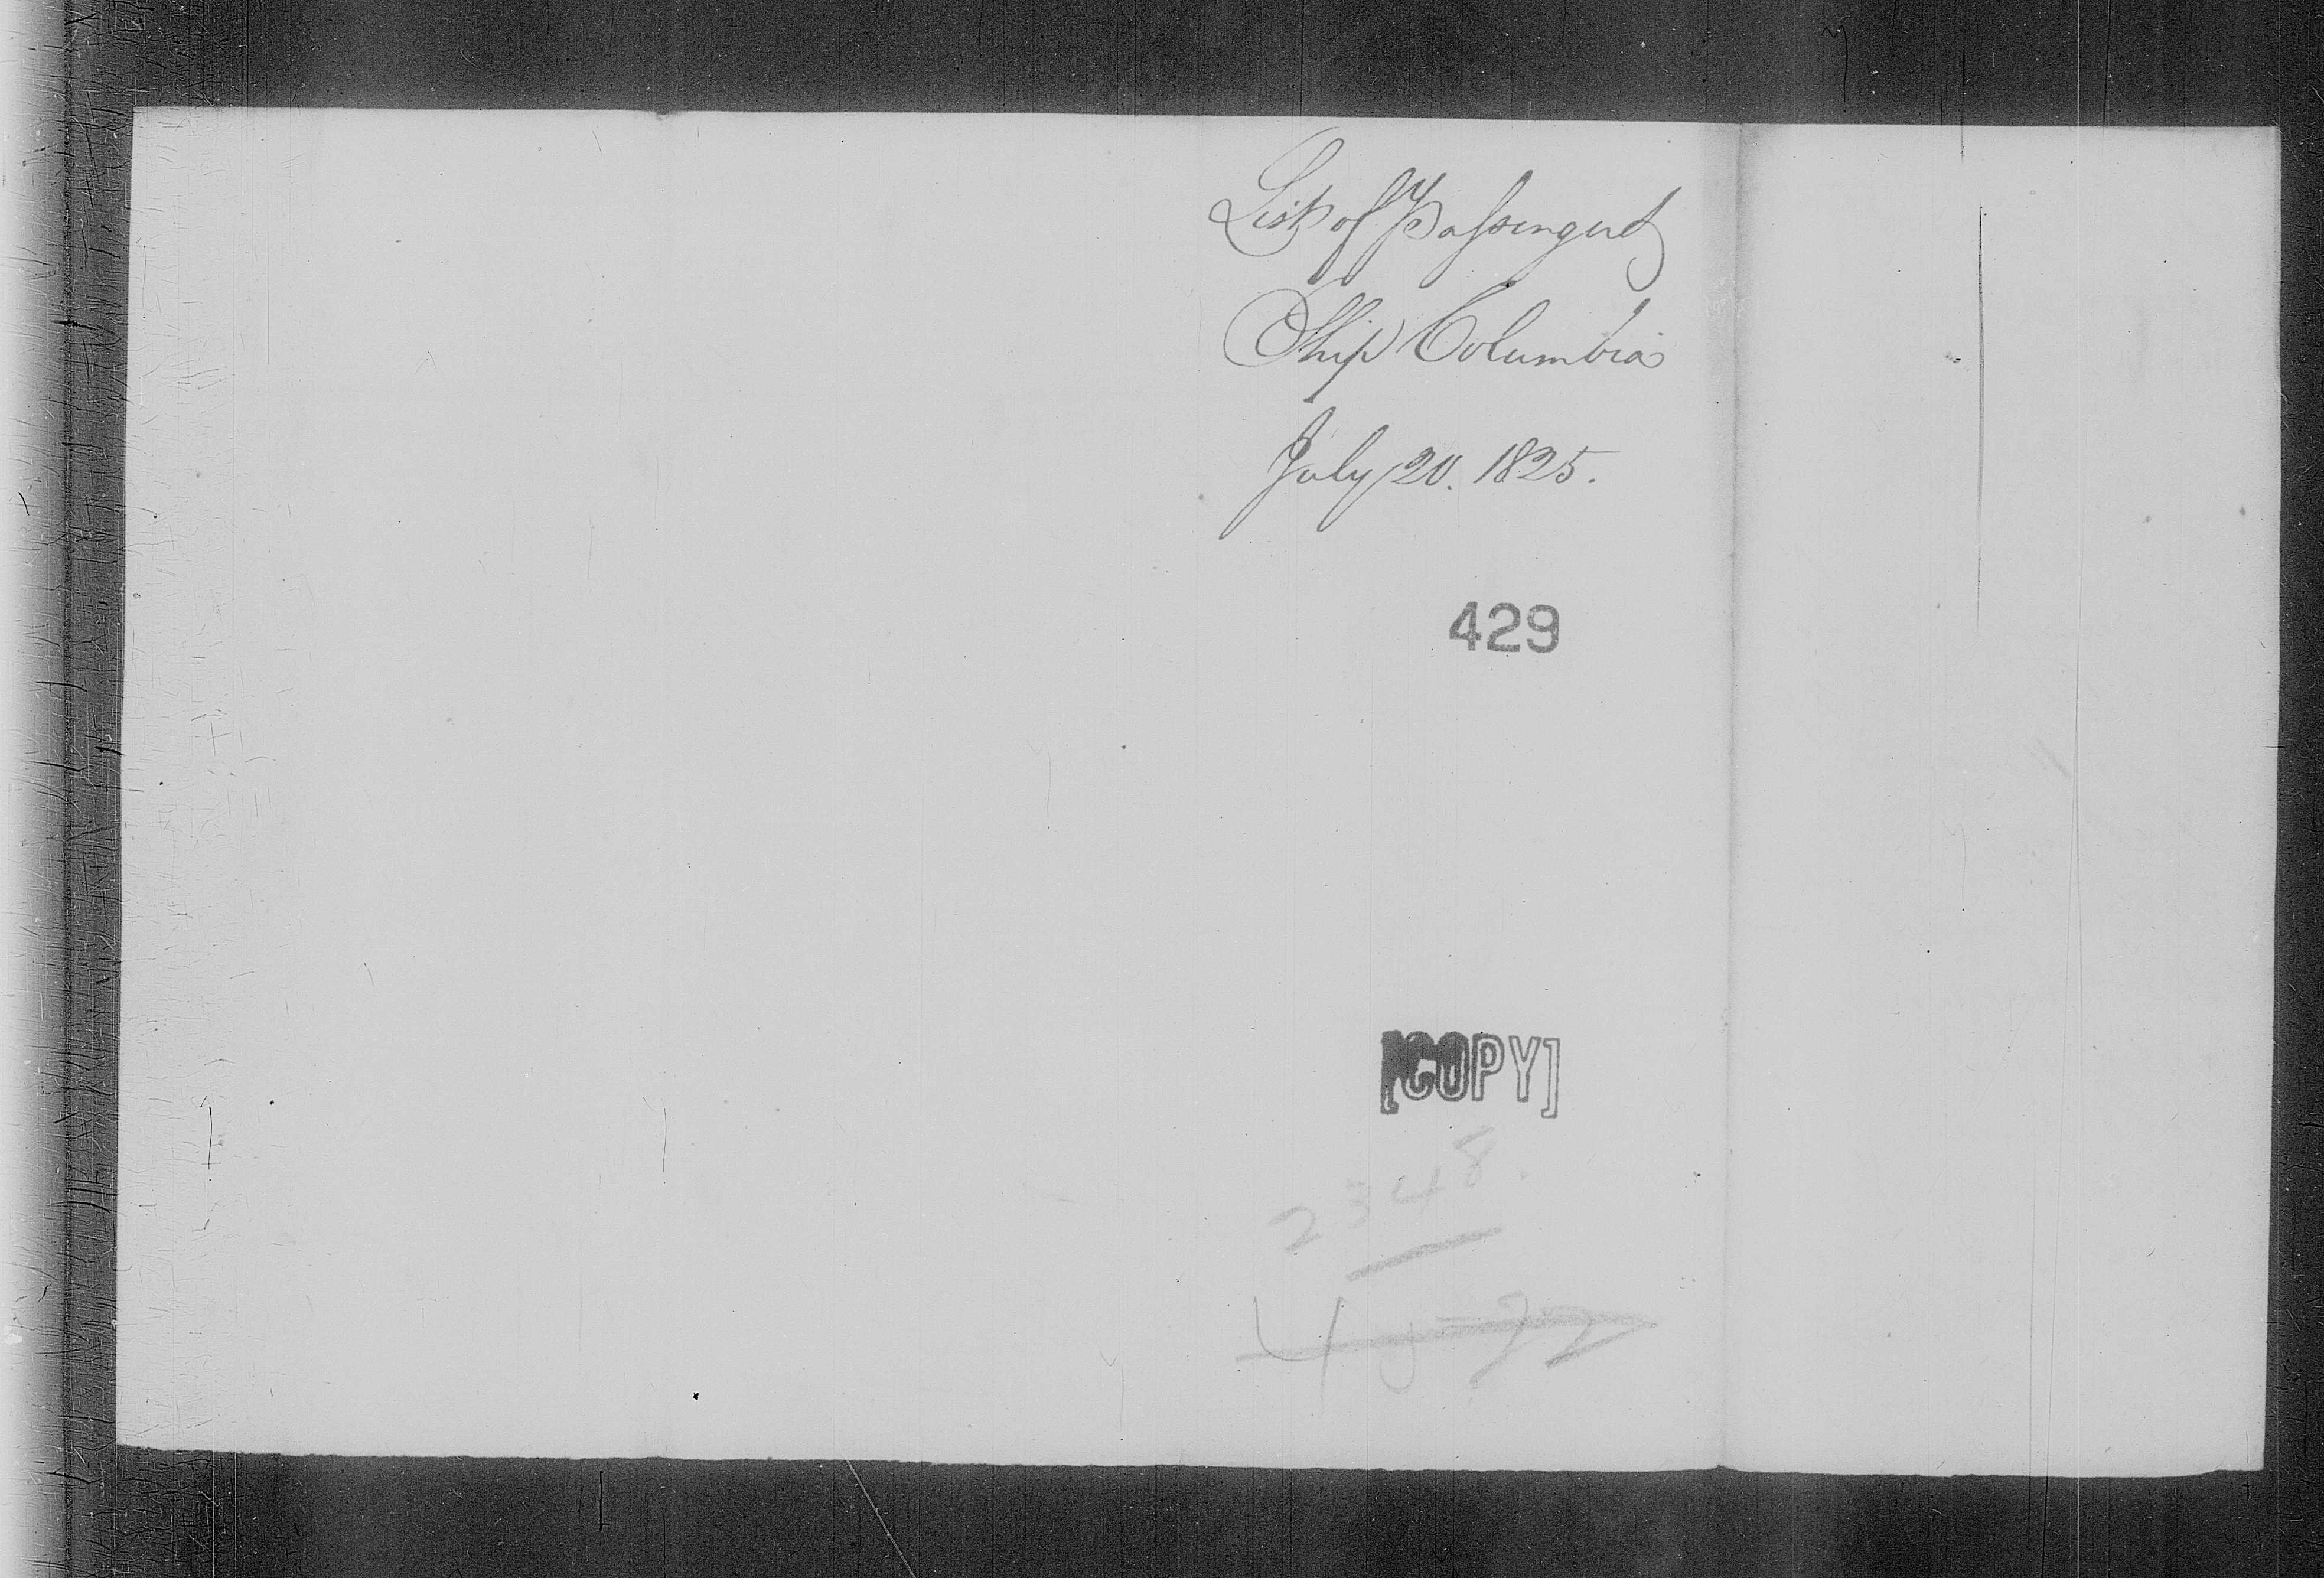 List of Passengers
Ship Columbia
July 20. 1825.
429
[COPY]
2348.